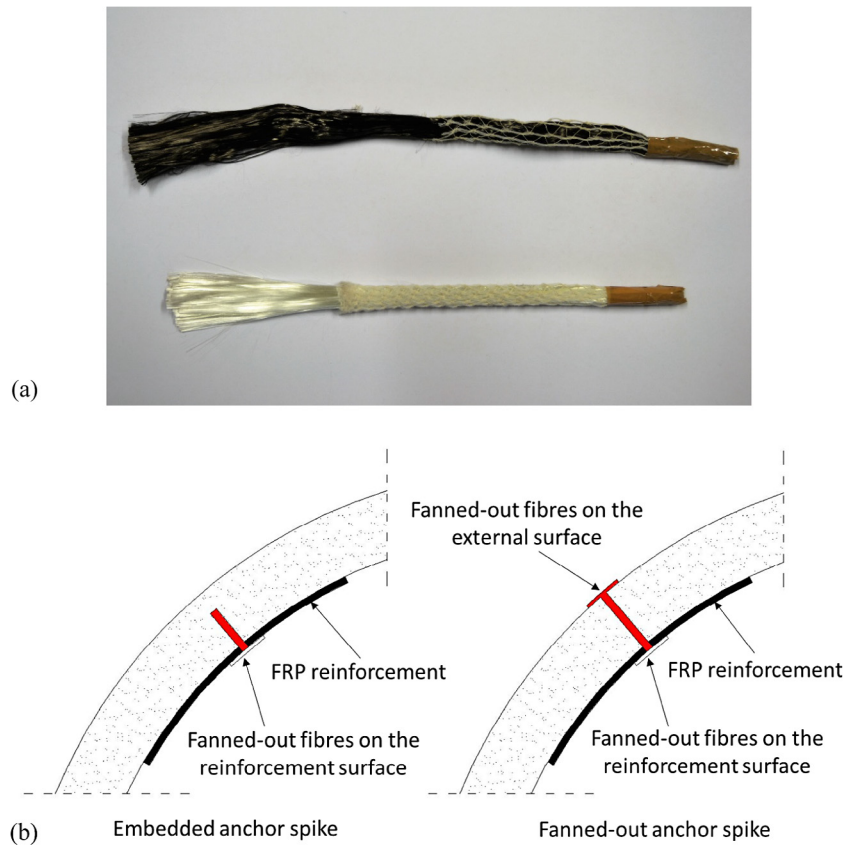 (a)
Fanned-out fibres on the
external surface
FRP reinforcement
Fanned-out fibres on the
reinforcement surface
FRP reinforcement
Fanned-out fibres on the
reinforcement surface
(b)
Embedded anchor spike
Fanned-out anchor spike